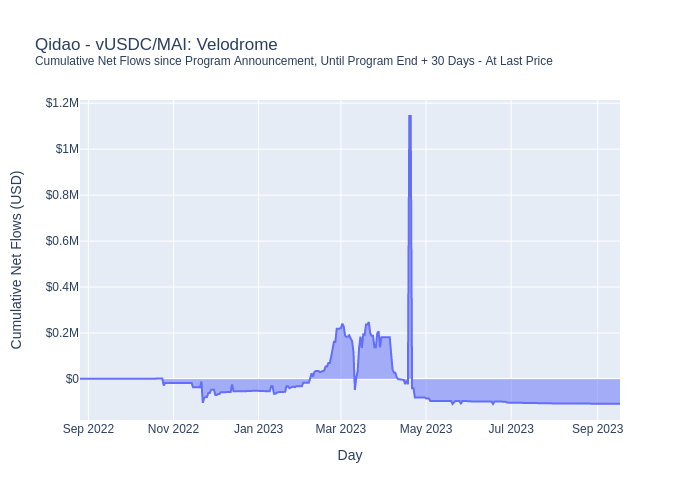 Qidao - vUSDC/MAI: Velodrome
Cumulative Net Flows since Program Announcement, Until Program End + 30 Days - At Last Price
$1.2M
$1M
$0.8M
$0.6M
$0.4M
$0.2M
$0
Cumulative Net Flows (USD)
Sep 2022
Nov 2022
Jan 2023
Mar 2023
May 2023
Jul 2023
Sep 2023
Day